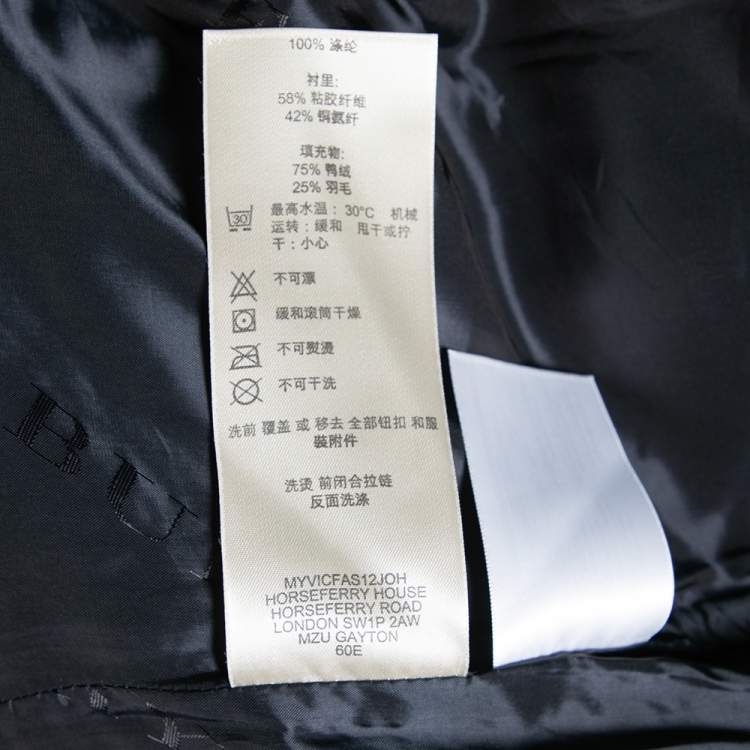 100% 涤纶
衬里:
58% 粘胶纤维
42% 铜氨纤
填充物:
75% 鸭绒
25% 羽毛
30 最高水温: 30°C 机械
运转: 缓和 甩干或拧
干: 小心
不可漂
缓和滚筒干燥
不可熨烫
不可干洗
洗前 覆盖 或 移去 全部钮扣 和服
装附件
洗烫 前闭合拉链
反面洗涤
MYVICFAS12JOH
HORSEFERRY HOUSE
HORSEFERRY ROAD
LONDON SW1P 2AW
MZU GAYTON
60E
BU